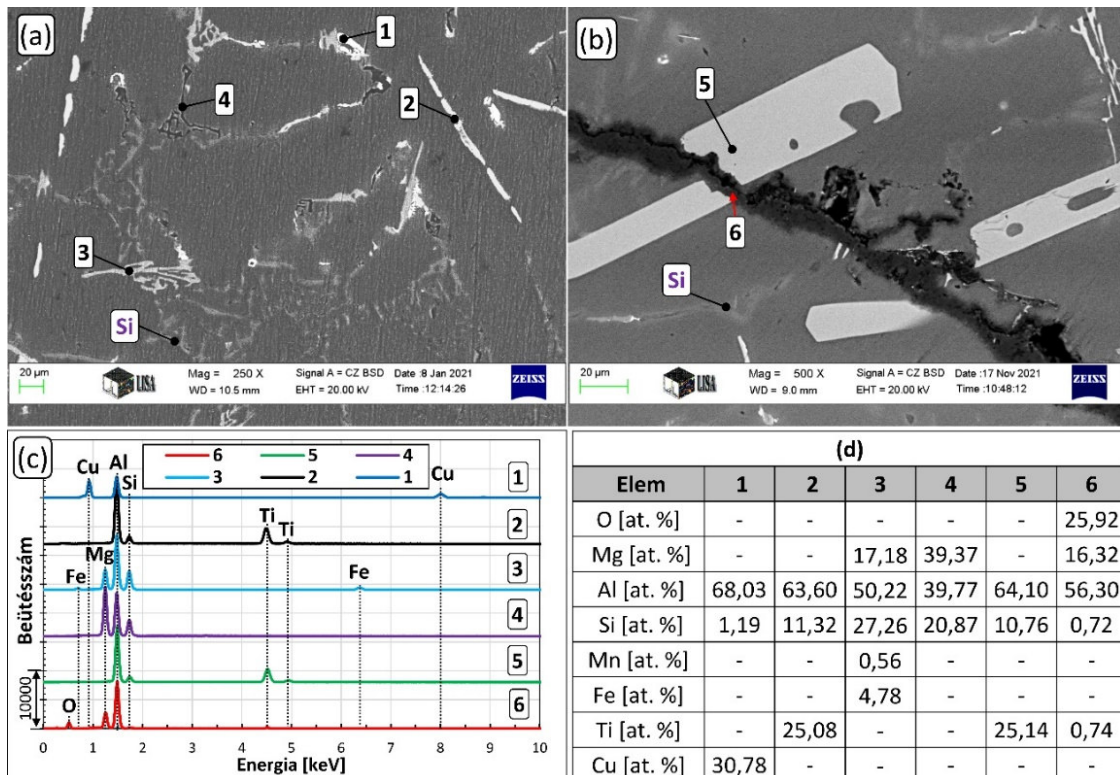 (a)
1
2
4
3
Si
20 µm
LISA
Mag = 250 X
WD = 10.5 mm
Signal A = CZ BSD
EHT = 20.00 kV
Date :8 Jan 2021
Time :12:14:26
ZEISS
(b)
5
6
Si
20 µm
LISA
Mag = 500 X
WD = 9.0 mm
Signal A = CZ BSD
EHT = 20.00 kV
Date :17 Nov 2021
Time :10:48:12
ZEISS
(c)
6 5 4
3 2 1
Cu Al Si Cu 1
Ti Ti 2
Fe Mg Fe 3
4
5
O 6
Beütésszám
10000
0 1 2 3 4 5 6 7 8 9 10
Energia [keV]
(d)
Elem 1 2 3 4 5 6
O [at. %] - - - - - 25,92
Mg [at. %] - - 17,18 39,37 - 16,32
Al [at. %] 68,03 63,60 50,22 39,77 64,10 56,30
Si [at. %] 1,19 11,32 27,26 20,87 10,76 0,72
Mn [at. %] - - 0,56 - - -
Fe [at. %] - - 4,78 - - -
Ti [at. %] - 25,08 - - 25,14 0,74
Cu [at. %] 30,78 - - - - -